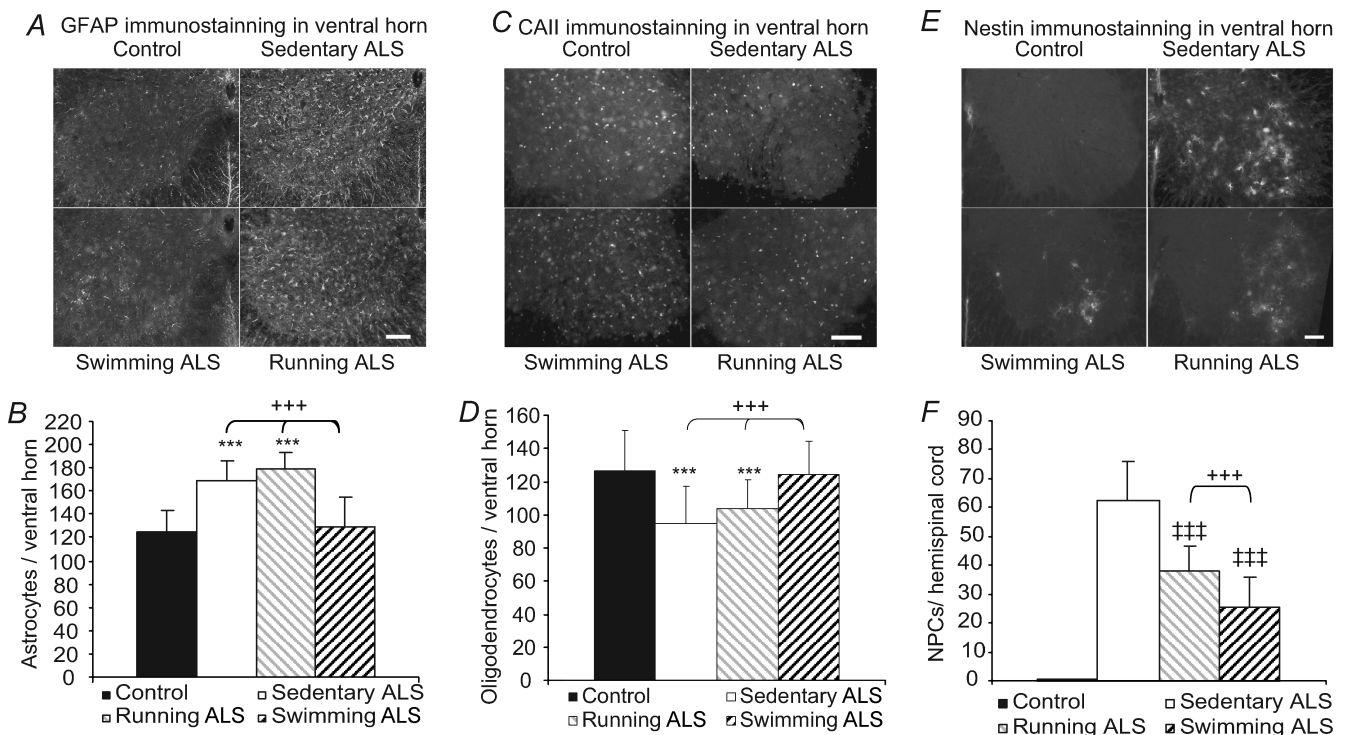 A GFAP immunostainning in ventral horn
Control Sedentary ALS
Swimming ALS Running ALS
C CAII immunostainning in ventral horn
Control Sedentary ALS
Swimming ALS Running ALS
E Nestin immunostainning in ventral horn
Control Sedentary ALS
Swimming ALS Running ALS
B
Astrocytes / ventral horn
220
200
180
160
140
120
100
80
60
40
20
0
+++
*** ***
Control Sedentary ALS
Running ALS Swimming ALS
D
Oligodendrocytes / ventral horn
160
140
120
100
80
60
40
20
0
+++
*** ***
Control Sedentary ALS
Running ALS Swimming ALS
F
NPCs/ hemispinal cord
90
80
70
60
50
40
30
20
10
0
+++
‡‡‡ ‡‡‡
Control Sedentary ALS
Running ALS Swimming ALS